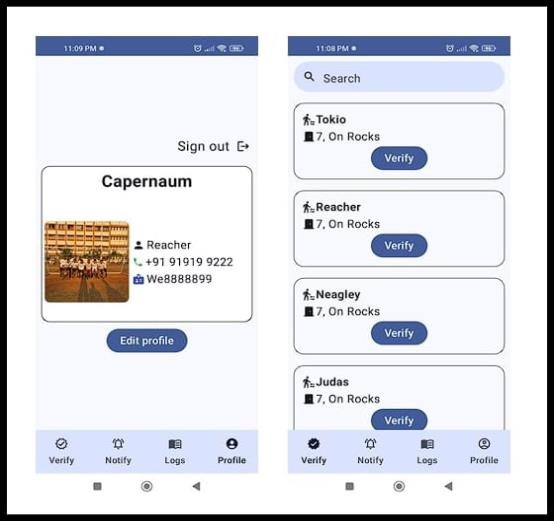 11:09 PM
Sign out
Capernaum
Reacher
+91 91919 9222
We8888899
Edit profile
Verify Notify Logs Profile
11:08 PM
Search
Tokio
7, On Rocks
Verify
Reacher
7, On Rocks
Verify
Neagley
7, On Rocks
Verify
Judas
7, On Rocks
Verify
Verify Notify Logs Profile